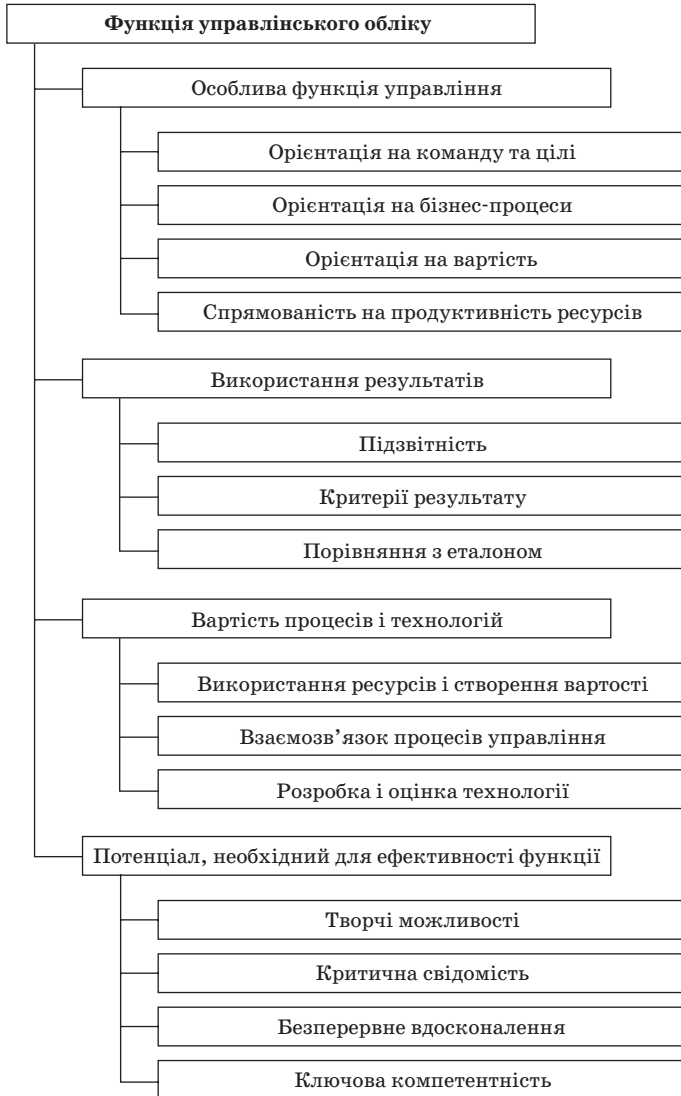 Функція управлінського обліку
Особлива функція управління
Орієнтація на команду та цілі
Орієнтація на бізнес-процеси
Орієнтація на вартість
Спрямованість на продуктивність ресурсів
Використання результатів
Підзвітність
Критерії результату
Порівняння з еталоном
Вартість процесів і технологій
Використання ресурсів і створення вартості
Взаємозв’язок процесів управління
Розробка і оцінка технології
Потенціал, необхідний для ефективності функції
Творчі можливості
Критична свідомість
Безперервне вдосконалення
Ключова компетентність